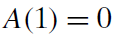 A(1) = 0